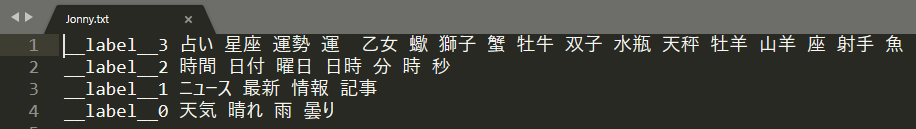 Jonny.txt
1 __label__3 占い 星座 運勢 運  乙女 蠍 獅子 蟹 牡牛 双子 水瓶 天秤 牡羊 山羊 座 射手 魚
2 __label__2 時間 日付 曜日 日時 分 時 秒
3 __label__1 ニュース 最新 情報 記事
4 __label__0 天気 晴れ 雨 曇り